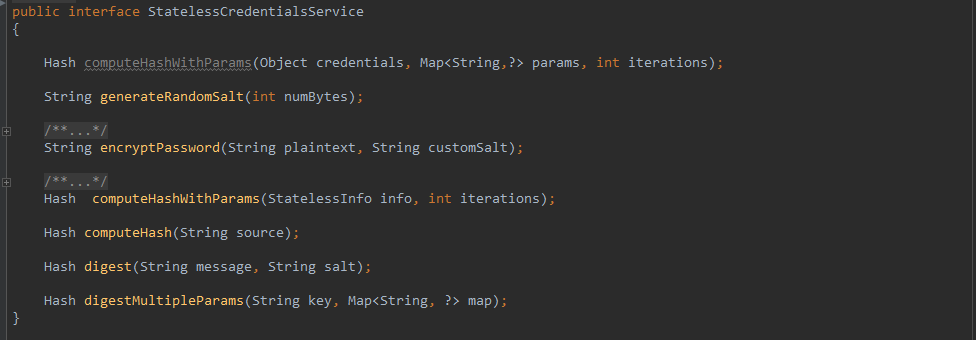 public interface StatelessCredentialsService
{
Hash computeHashWithParams(Object credentials, Map<String,?> params, int iterations);
String generateRandomSalt(int numBytes);
/**...*/
String encryptPassword(String plaintext, String customSalt);
/**...*/
Hash  computeHashWithParams(StatelessInfo info, int iterations);
Hash computeHash(String source);
Hash digest(String message, String salt);
Hash digestMultipleParams(String key, Map<String, ?> map);
}